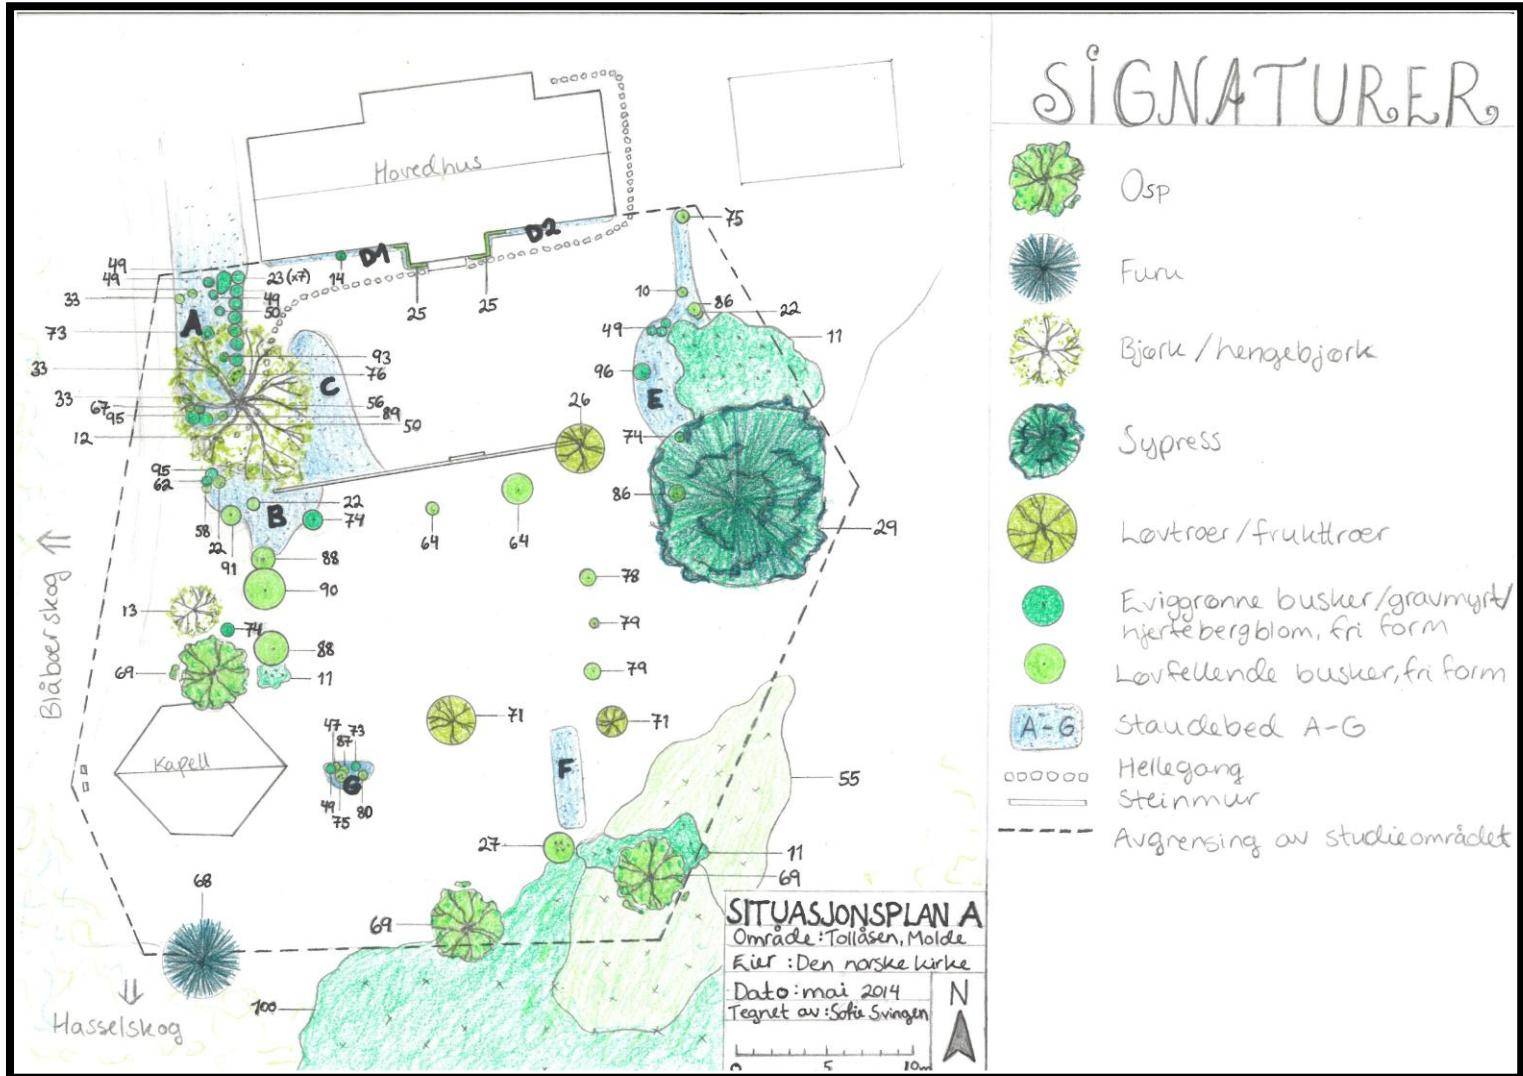 SIGNATURER
Osp
Furu
Bjørk/hengebjørk
Sypress
Løvtrær/frukttrær
Eviggrønne busker/gravmyrt/
hjertebergblom, fri form
Løvfellende busker, fri form
A-G Staudebed A-G
Hellegang
Steinmur
Avgrensing av studieområdet
Hovedhus
D1
D2
75
49
49
23 (x7)
14
25
25
33
49
50
73
A
10
86
22
49
11
93
33
76
C
96
E
33
56
67
89
95
50
12
26
74
95
62
22
86
58
22
B
74
64
64
29
91
88
90
78
13
74
79
88
69
11
79
Blåbærskog
71
71
Kapell
47
87
73
G
49
75
80
F
55
27
11
69
68
69
100
Hasselskog
SITUASJONSPLAN A
Område: Tollåsen, Molde
Eier: Den norske kirke
Dato: mai 2014
Tegnet av: Sofie Svingen
N
0 5 10m